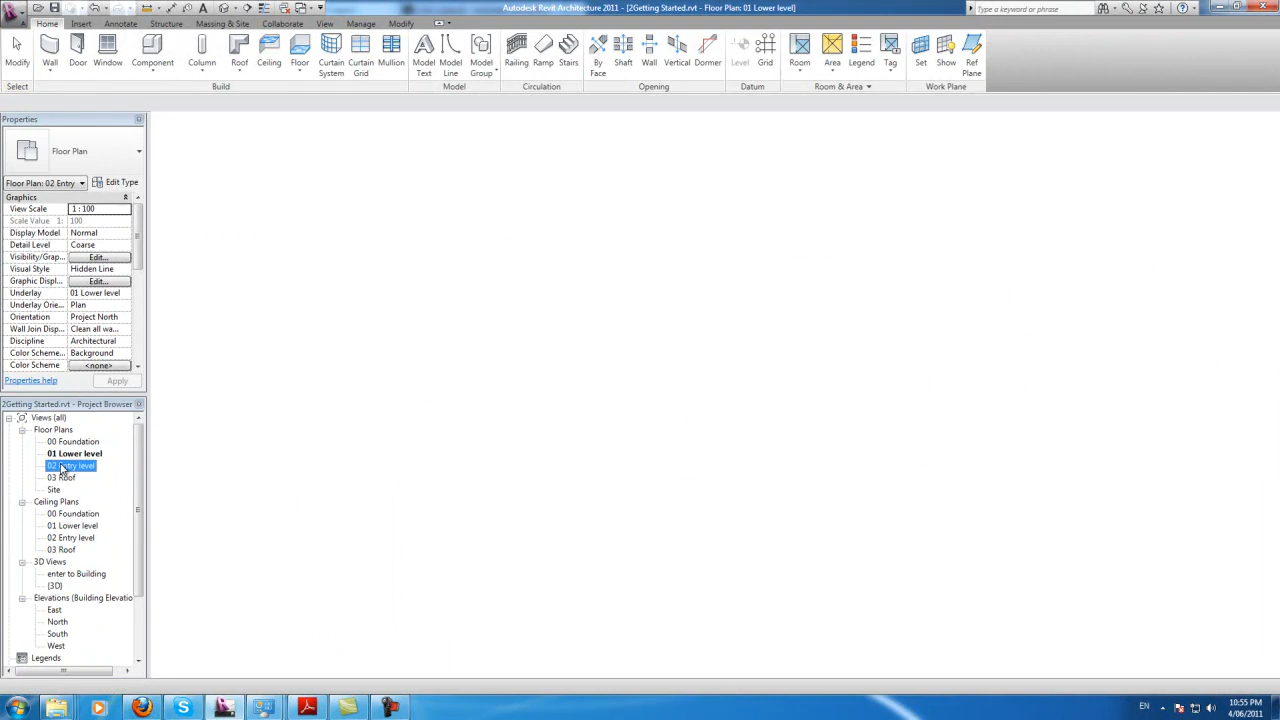 Autodesk Revit Architecture 2011 - [2Getting Started.rvt - Floor Plan: 01 Lower level]
Type a keyword or phrase
Home Insert Annotate Structure Massing & Site Collaborate View Manage Modify
Modify Wall Door Window Component Column Roof Ceiling Floor Curtain System Curtain Grid Mullion Model Text Model Line Model Group Railing Ramp Stairs By Face Shaft Wall Vertical Dormer Level Grid Room Area Legend Tag Set Show Ref Plane
Select Build Model Circulation Opening Datum Room & Area Work Plane
Properties
Floor Plan
Floor Plan: 02 Entry Edit Type
Graphics
View Scale 1 : 100
Scale Value 1: 100
Display Model Normal
Detail Level Coarse
Visibility/Grap... Edit...
Visual Style Hidden Line
Graphic Displ... Edit...
Underlay 01 Lower level
Underlay Orie... Plan
Orientation Project North
Wall Join Disp... Clean all wa...
Discipline Architectural
Color Scheme... Background
Color Scheme <none>
Properties help Apply
2Getting Started.rvt - Project Browser
Views (all)
Floor Plans
00 Foundation
01 Lower level
02 Entry level
03 Roof
Site
Ceiling Plans
00 Foundation
01 Lower level
02 Entry level
03 Roof
3D Views
enter to Building
{3D}
Elevations (Building Elevatio
East
North
South
West
Legends
EN
10:55 PM
4/06/2011